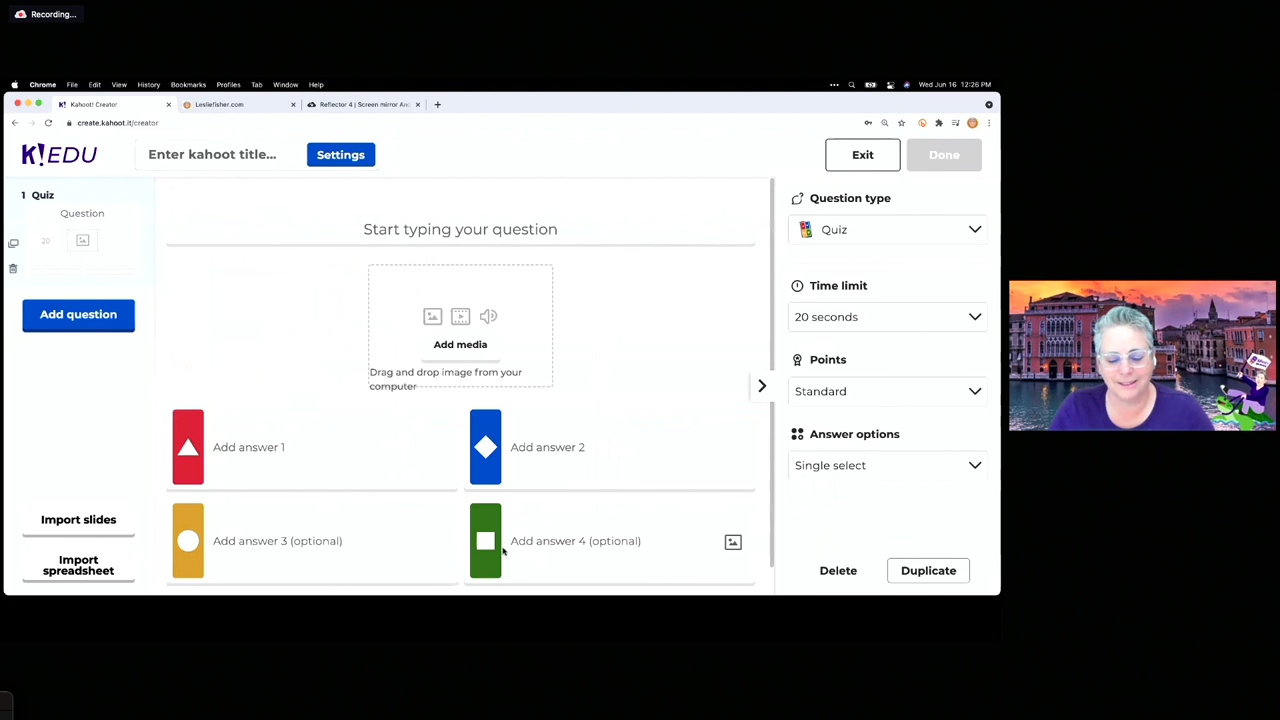 Recording...
Chrome File Edit View History Bookmarks Profiles Tab Window Help
Wed Jun 16 12:26 PM
Kahoot! Creator
Lesliefisher.com
Reflector 4 | Screen mirror An
create.kahoot.it/creator
K!EDU
Enter kahoot title...
Settings
Exit
Done
1 Quiz
Question
20
Add question
Import slides
Import
spreadsheet
Start typing your question
Add media
Drag and drop image from your
computer
Add answer 1
Add answer 2
Add answer 3 (optional)
Add answer 4 (optional)
Question type
Quiz
Time limit
20 seconds
Points
Standard
Answer options
Single select
Delete
Duplicate